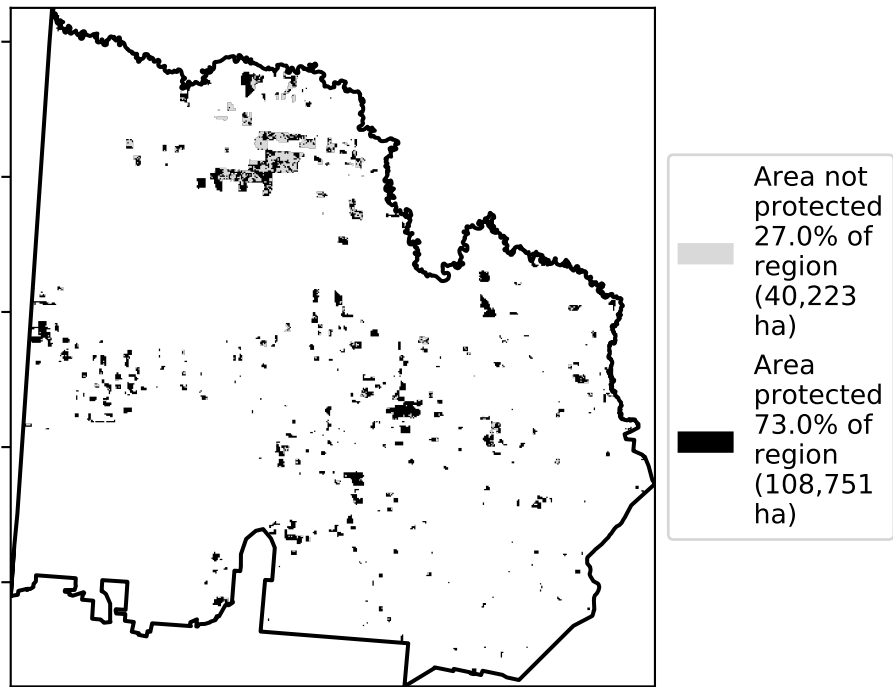 Area not
protected
27.0% of
region
(40,223
ha)
Area
protected
73.0% of
region
(108,751
ha)